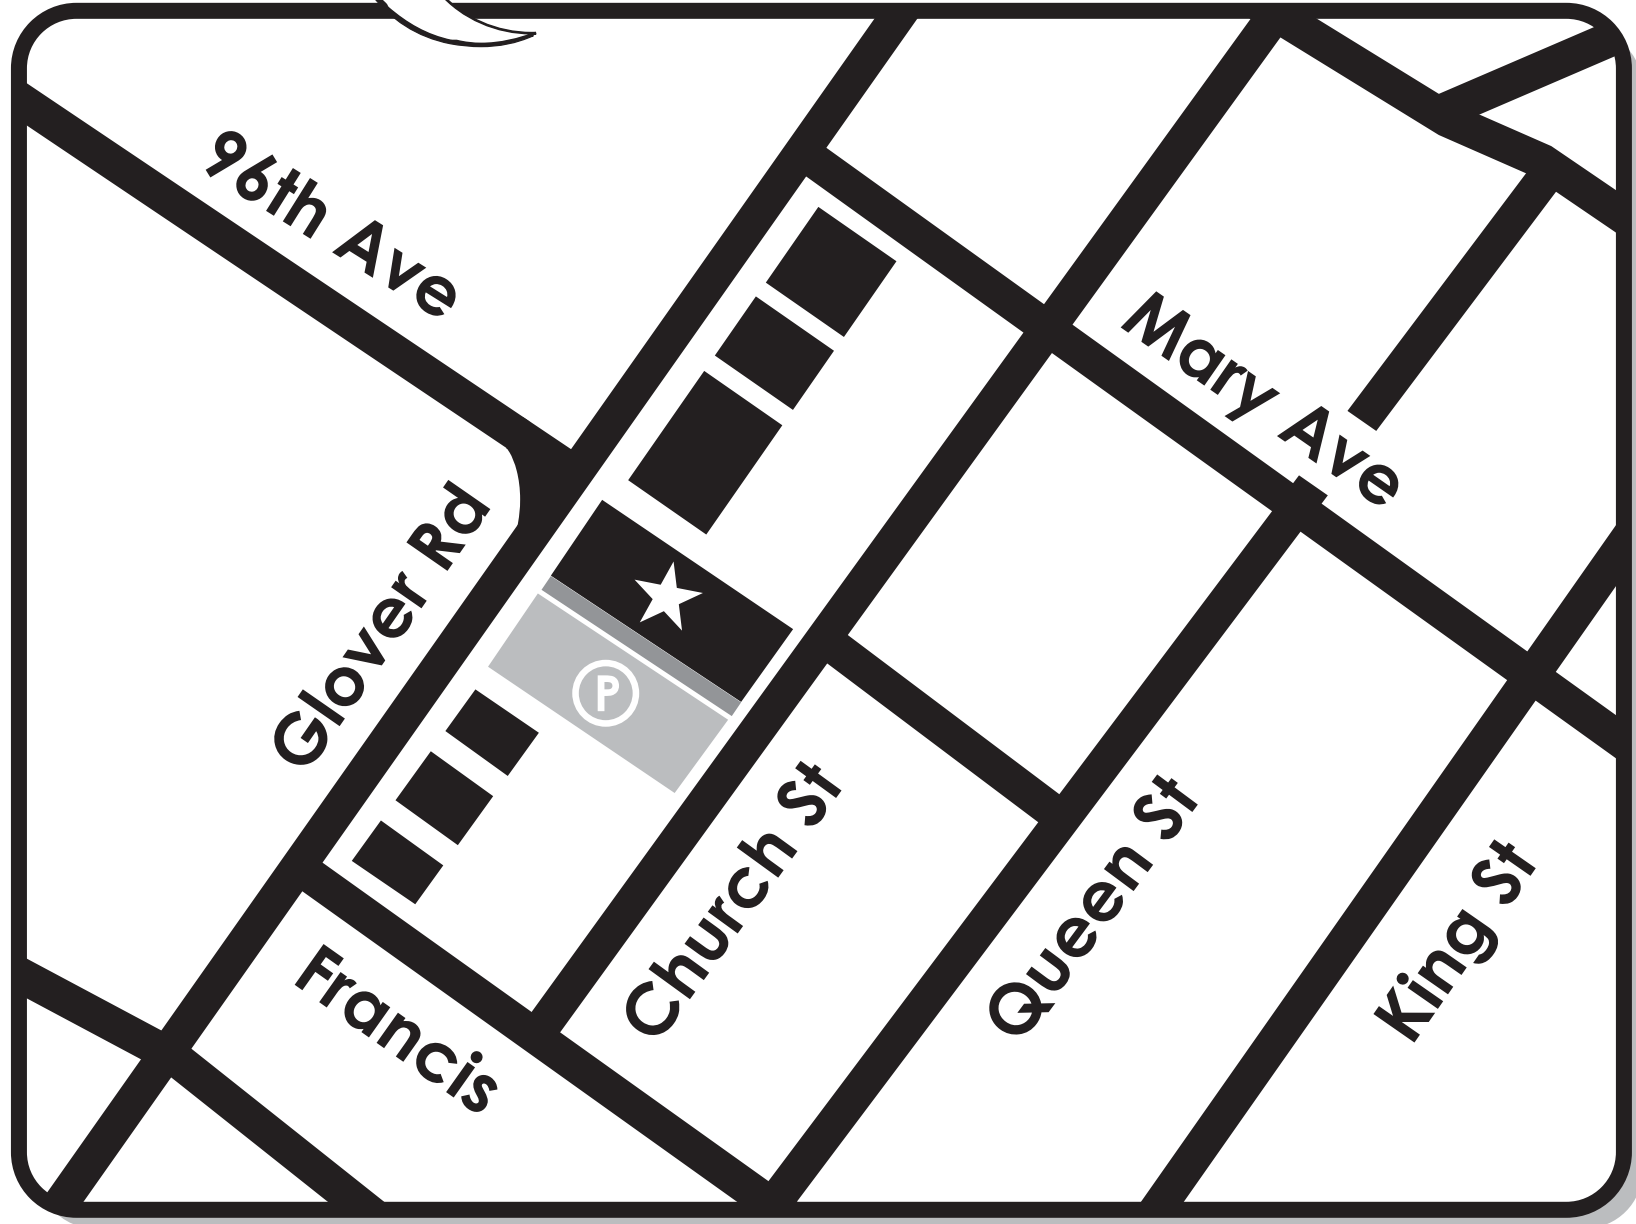 96th Ave
Mary Ave
Glover Rd
P
Church St
Queen St
King St
Francis